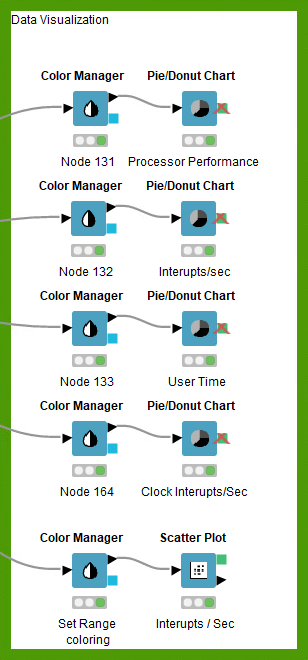 Data Visualization
Color Manager Pie/Donut Chart
Node 131 Processor Performance
Color Manager Pie/Donut Chart
Node 132 Interupts/sec
Color Manager Pie/Donut Chart
Node 133 User Time
Color Manager Pie/Donut Chart
Node 164 Clock Interupts/Sec
Color Manager Scatter Plot
Set Range Interupts / Sec
coloring